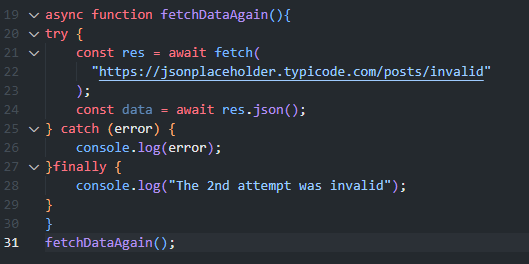 19 async function fetchDataAgain(){
20 try {
21     const res = await fetch(
22       "https://jsonplaceholder.typicode.com/posts/invalid"
23     );
24     const data = await res.json();
25 } catch (error) {
26     console.log(error);
27 }finally {
28     console.log("The 2nd attempt was invalid");
29 }
30 }
31 fetchDataAgain();